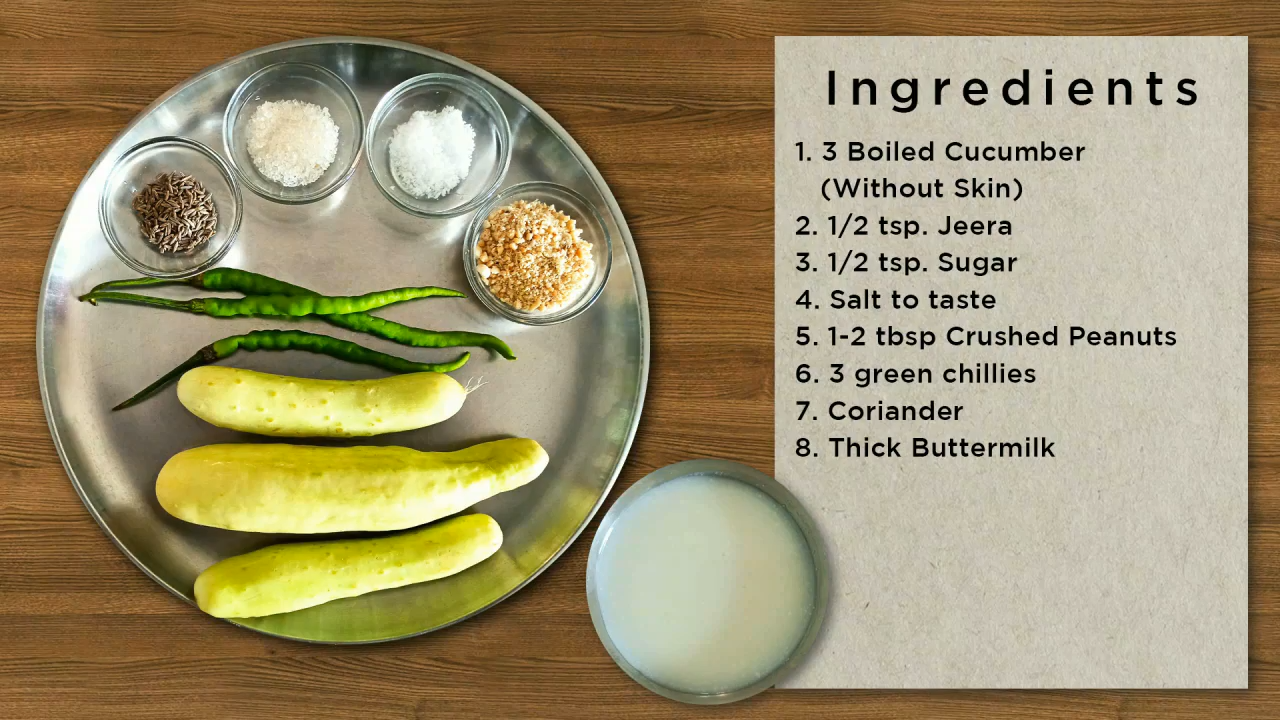 Ingredients
1. 3 Boiled Cucumber
(Without Skin)
2. 1/2 tsp. Jeera
3. 1/2 tsp. Sugar
4. Salt to taste
5. 1-2 tbsp Crushed Peanuts
6. 3 green chillies
7. Coriander
8. Thick Buttermilk